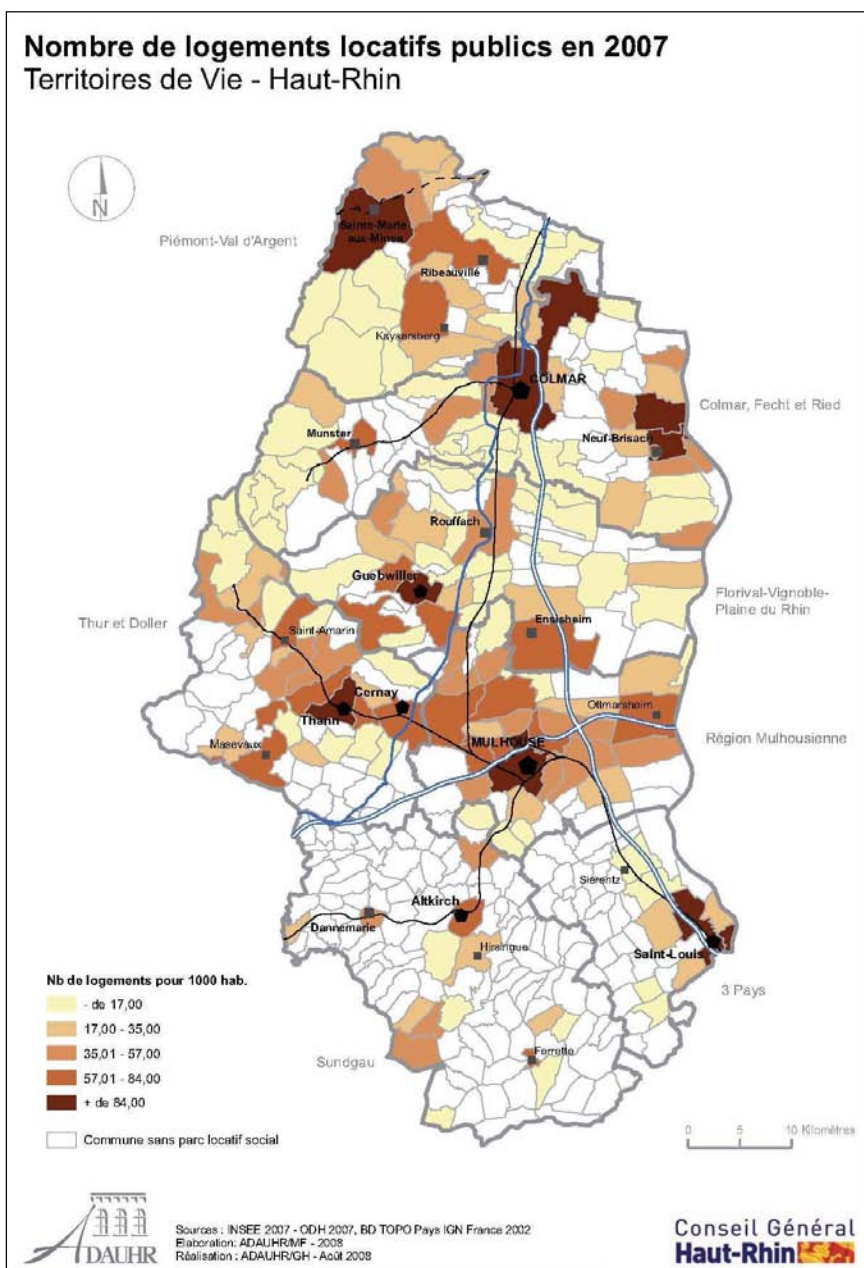 Nombre de logements locatifs publics en 2007
Territoires de Vie - Haut-Rhin
N
Piémont-Val d'Argent
Sainte-Marie
aux-Mines
Ribeauvillé
Kaysersberg
COLMAR
Colmar, Fecht et Ried
Munster
Neuf-Brisach
Rouffach
Guebwiller
Florival-Vignoble-
Plaine du Rhin
Thur et Doller
Ensisheim
Saint-Amarin
Cernay
Thann
Ottmarsheim
MULHOUSE
Région Mulhousienne
Masevaux
Sierentz
Altkirch
Dannemarie
Hirsingue
Saint-Louis
3 Pays
Sundgau
Ferrette
Nb de logements pour 1000 hab.
- de 17,00
17,00 - 35,00
35,01 - 57,00
57,01 - 84,00
+ de 84,00
Commune sans parc locatif social
0 5 10 Kilomètres
ADAUHR
Sources : INSEE 2007 - ODH 2007, BD TOPO Pays IGN France 2002
Elaboration: ADAUHR/MF - 2008
Réalisation : ADAUHR/GH - Août 2008
Conseil Général
Haut-Rhin